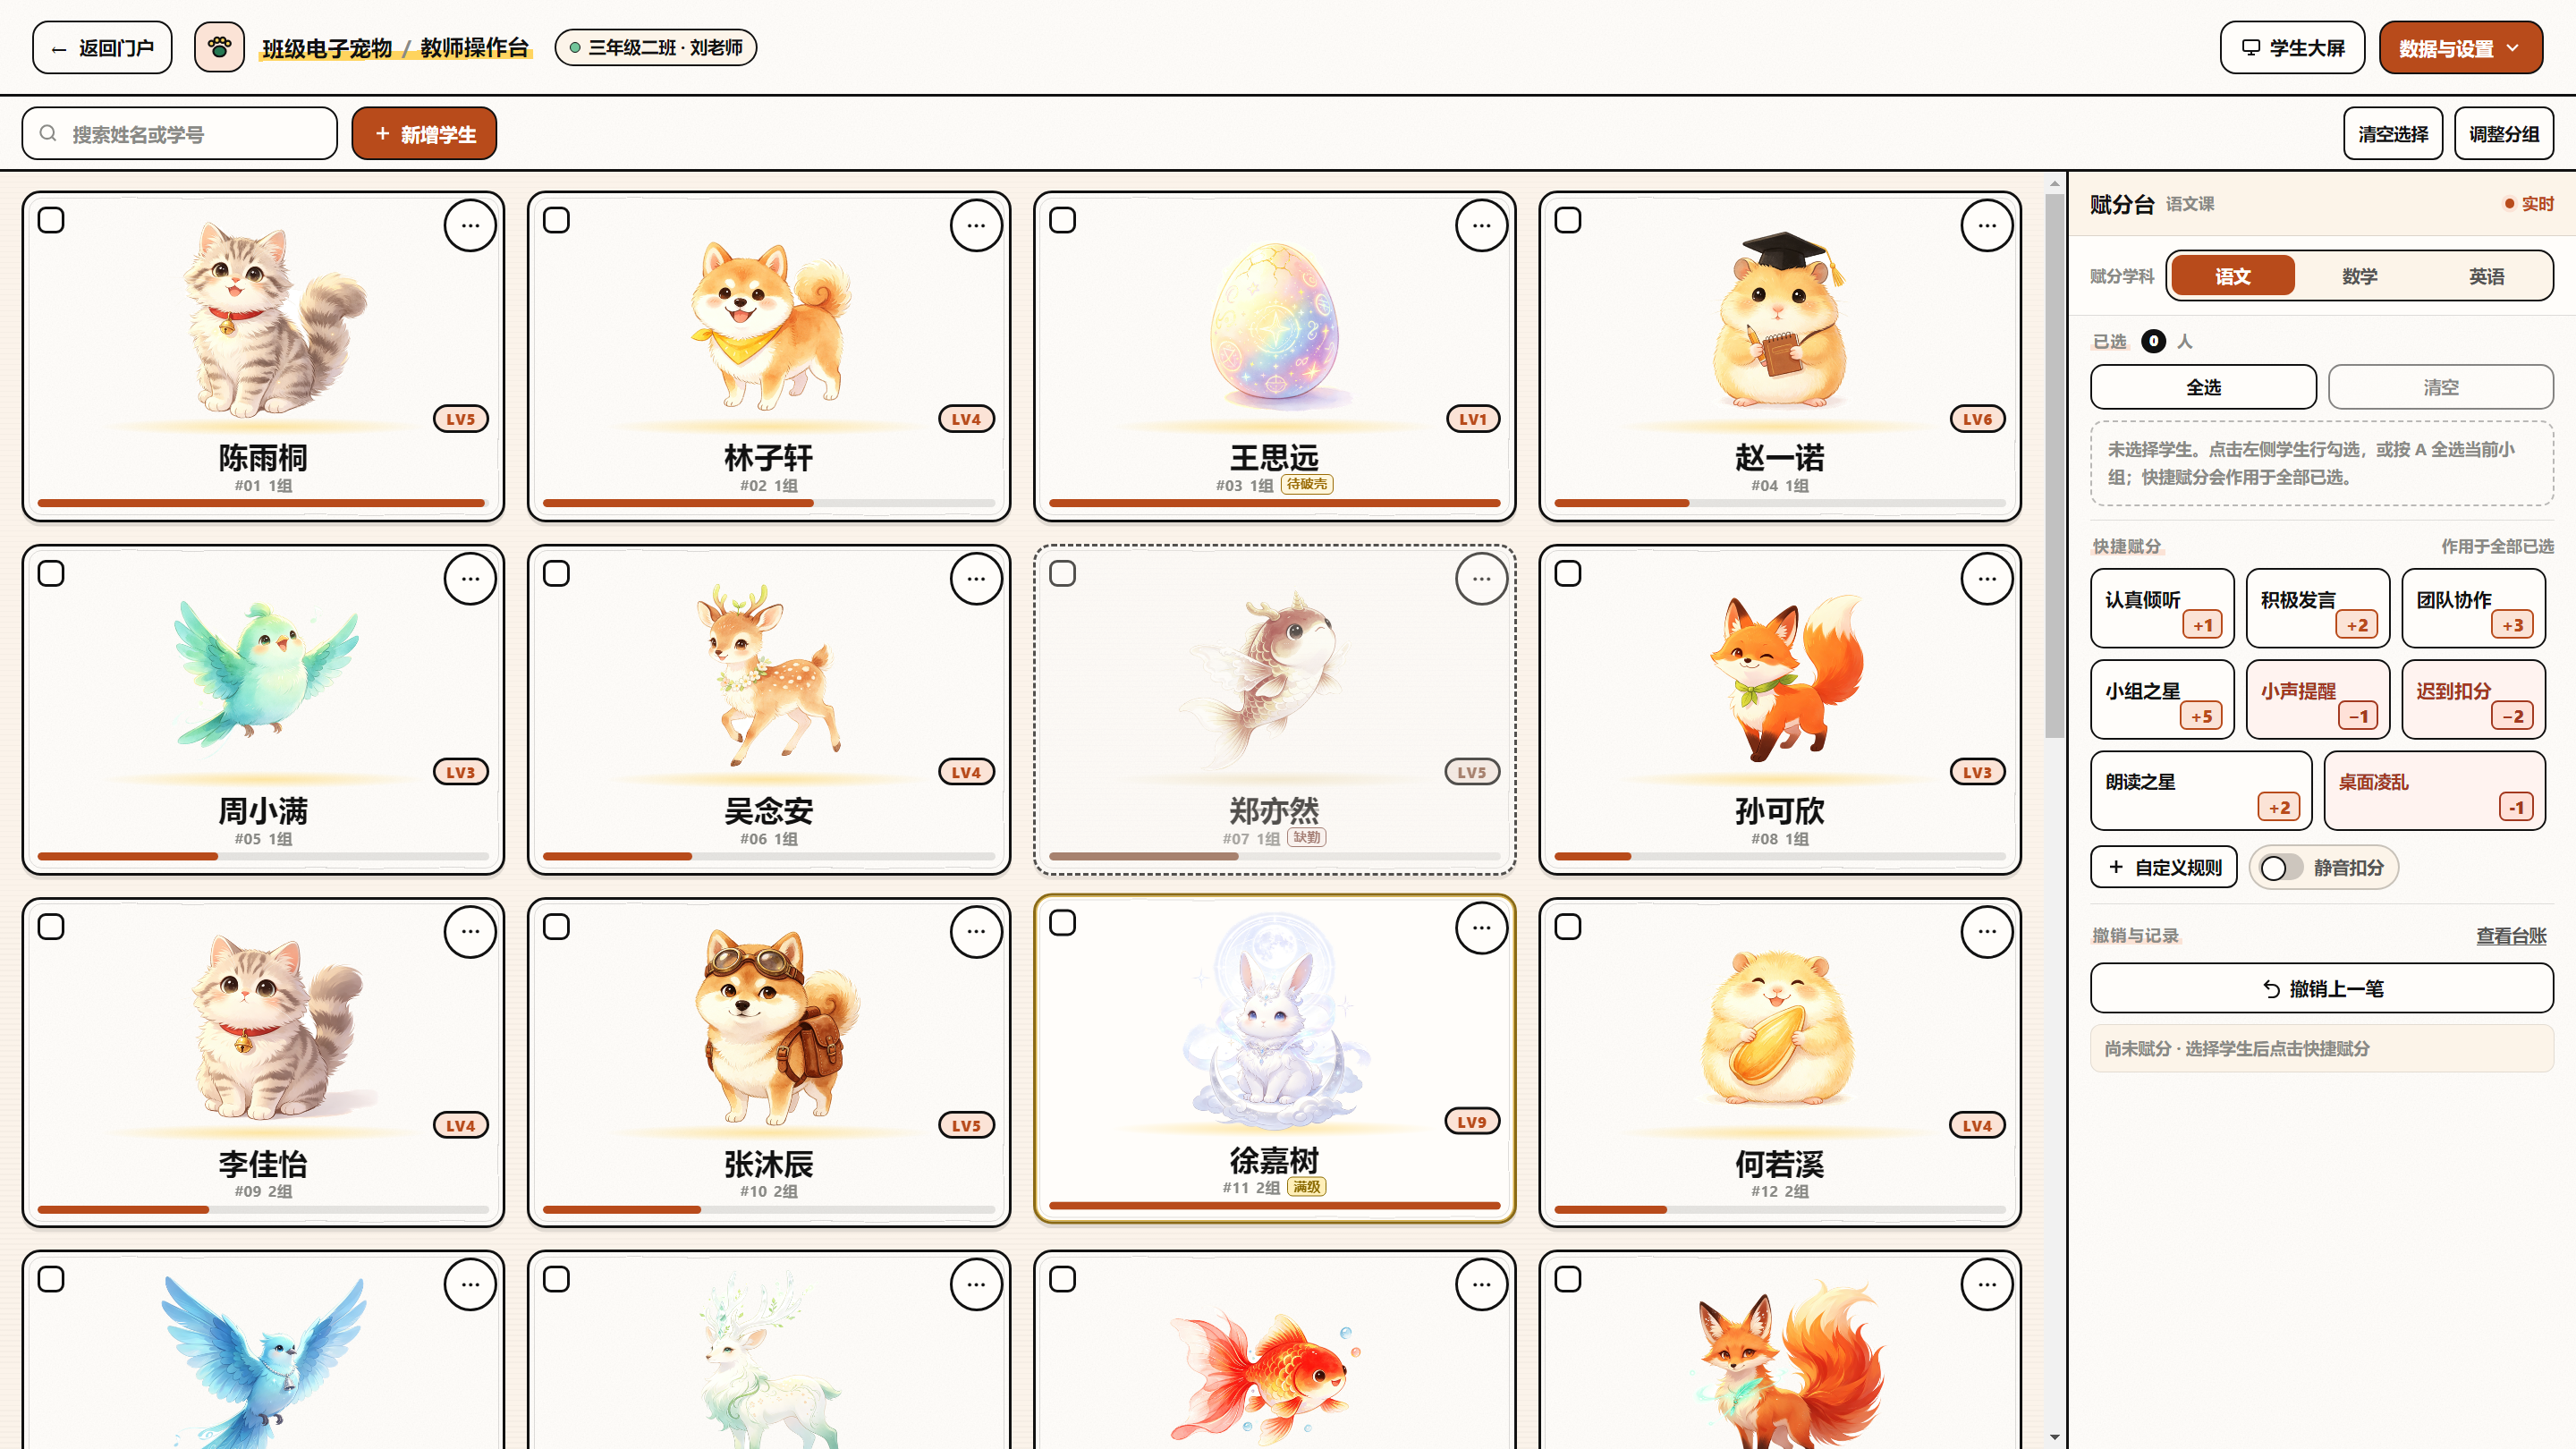 ← 返回门户
班级电子宠物 / 教师操作台
三年级二班 · 刘老师
学生大屏
数据与设置
搜索姓名或学号
+ 新增学生
清空选择
调整分组
LV5
陈雨桐
#01 1组
LV4
林子轩
#02 1组
LV1
王思远
#03 1组 待破壳
LV6
赵一诺
#04 1组
LV3
周小满
#05 1组
LV4
吴念安
#06 1组
LV5
郑亦然
#07 1组 缺勤
LV3
孙可欣
#08 1组
LV4
李佳怡
#09 2组
LV5
张沐辰
#10 2组
LV9
徐嘉树
#11 2组 满级
LV4
何若溪
#12 2组
赋分台 语文课
实时
赋分学科
语文
数学
英语
已选 0 人
全选
清空
未选择学生。点击左侧学生行勾选，或按 A 全选当前小
组；快捷赋分会作用于全部已选。
快捷赋分
作用于全部已选
认真倾听
+1
积极发言
+2
团队协作
+3
小组之星
+5
小声提醒
−1
迟到扣分
−2
朗读之星
+2
桌面凌乱
-1
+ 自定义规则
静音扣分
撤销与记录
查看台账
撤销上一笔
尚未赋分 · 选择学生后点击快捷赋分